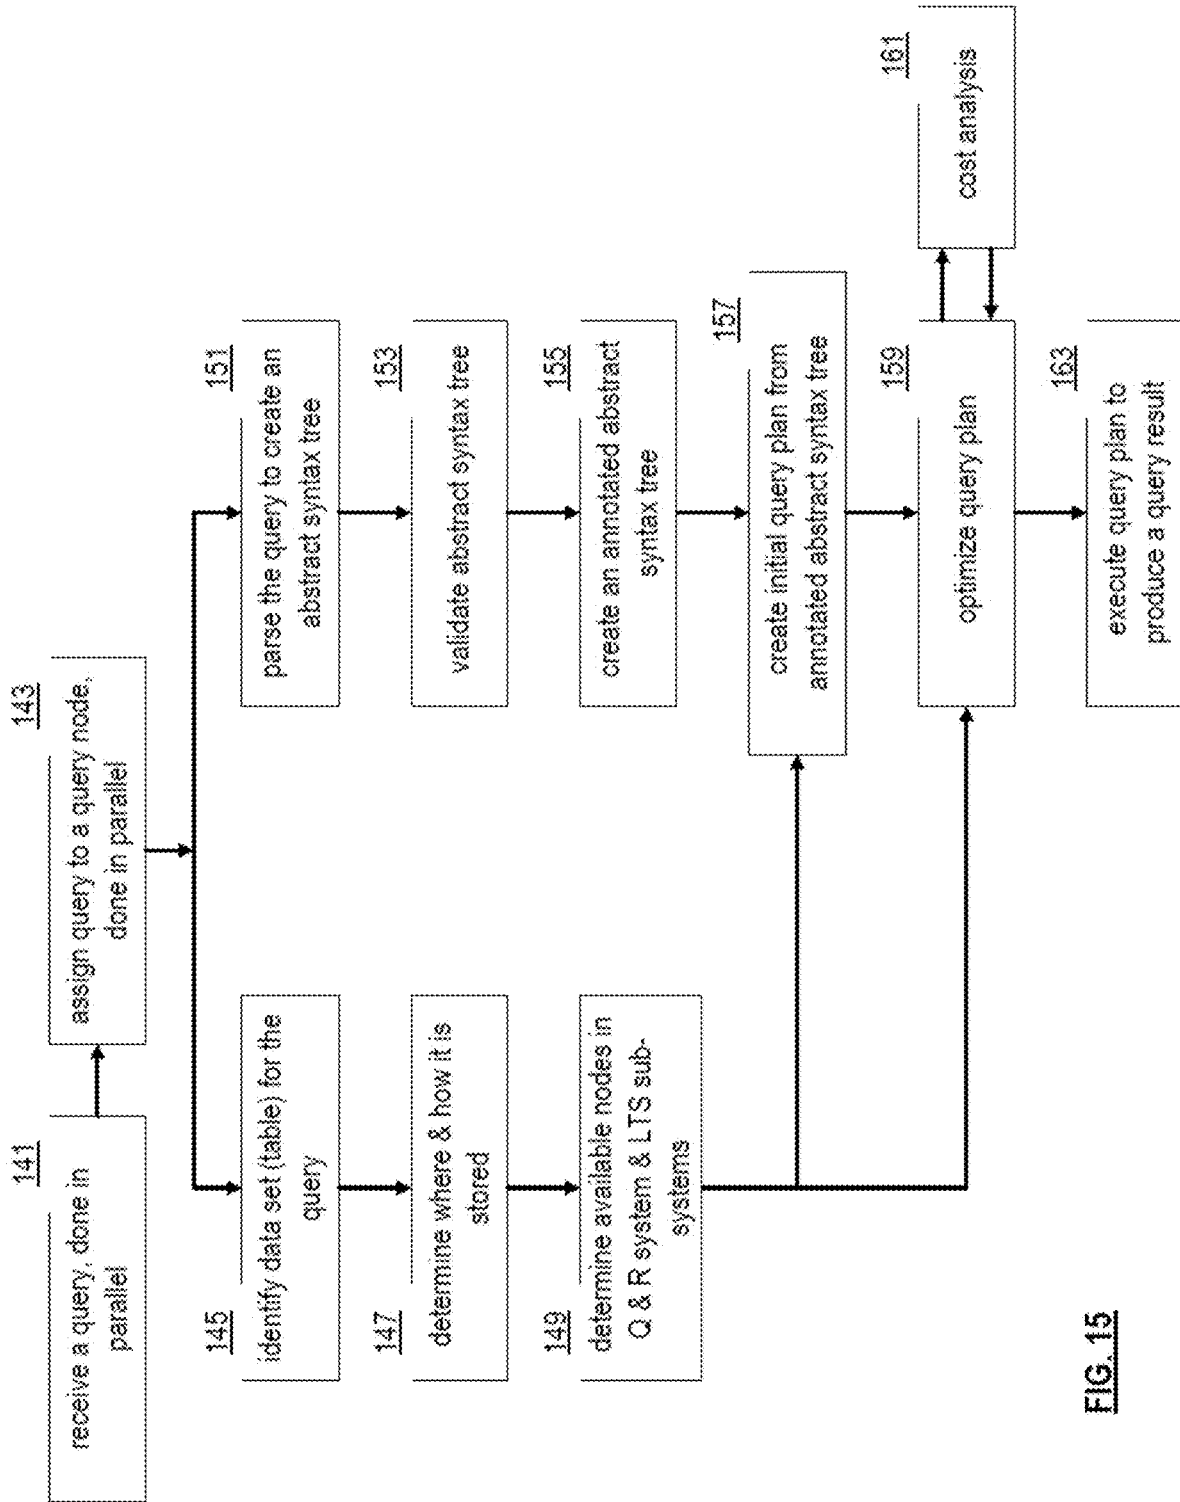 141
receive a query, done in
parallel
143
assign query to a query node,
done in parallel
145
identify data set (table) for the
query
147
determine where & how it is
stored
149
determine available nodes in
Q & R system & LTS sub-
systems
151
parse the query to create an
abstract syntax tree
153
validate abstract syntax tree
155
create an annotated abstract
syntax tree
157
create initial query plan from
annotated abstract syntax tree
159
optimize query plan
161
cost analysis
163
execute query plan to
produce a query result
FIG. 15